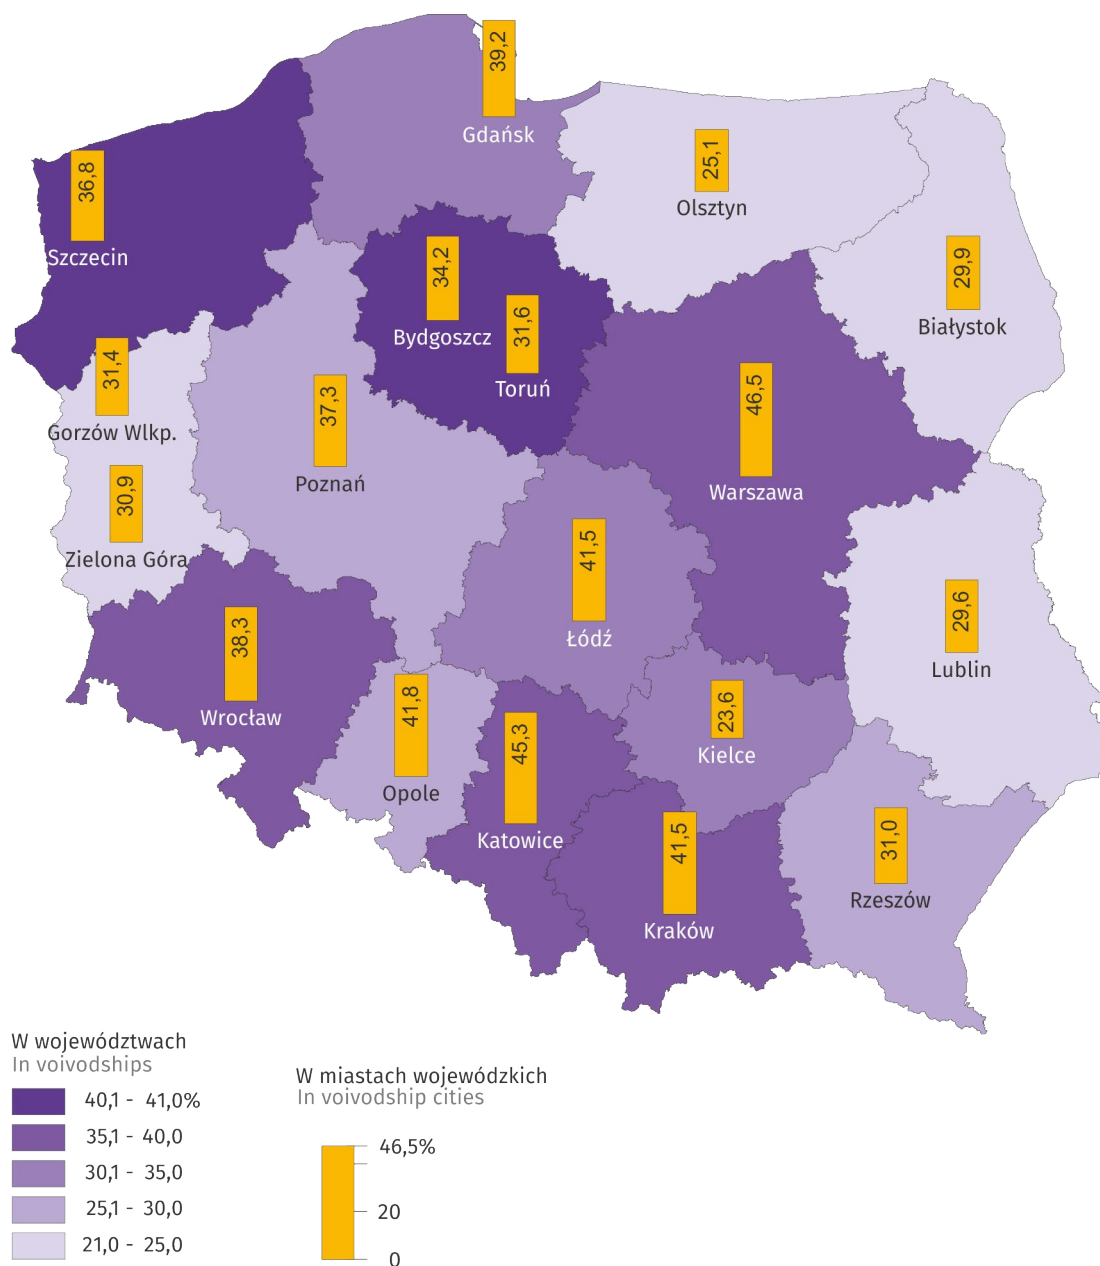 39,2
Gdańsk
25,1
Olsztyn
36,8
Szczecin
34,2
Bydgoszcz
29,9
Białystok
31,6
Toruń
31,4
Gorzów Wlkp.
37,3
Poznań
46,5
Warszawa
30,9
Zielona Góra
41,5
Łódź
29,6
Lublin
38,3
Wrocław
41,8
Opole
23,6
Kielce
45,3
Katowice
41,5
Kraków
31,0
Rzeszów
W województwach
In voivodships
40,1 - 41,0%
35,1 - 40,0
30,1 - 35,0
25,1 - 30,0
21,0 - 25,0
W miastach wojewódzkich
In voivodship cities
46,5%
20
0